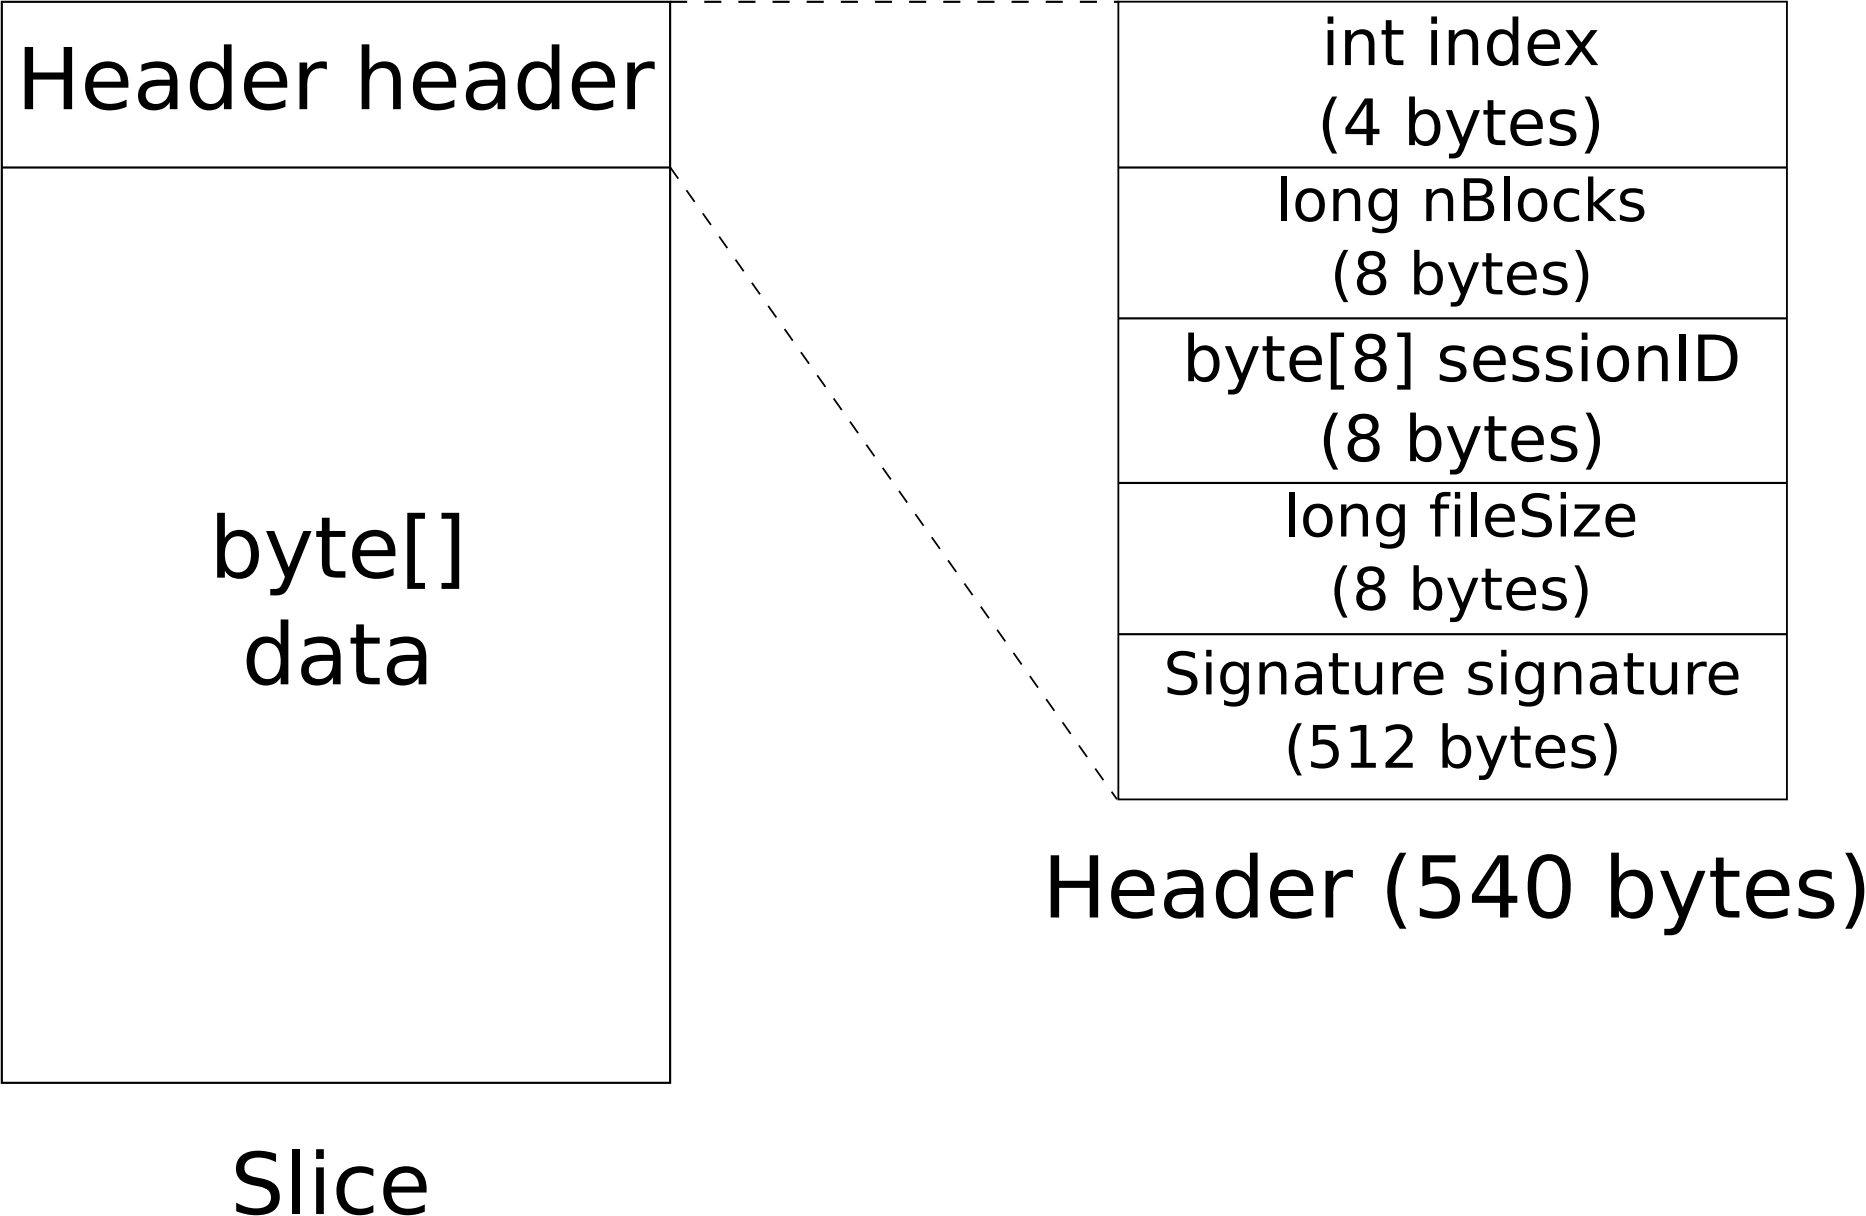 Header header
byte[]
data
Slice
int index
(4 bytes)
long nBlocks
(8 bytes)
byte[8] sessionID
(8 bytes)
long fileSize
(8 bytes)
Signature signature
(512 bytes)
Header (540 bytes)